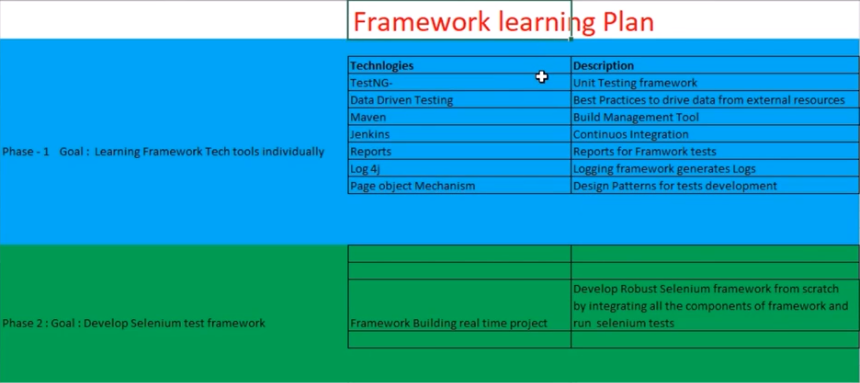 Framework learning Plan
Technlogies Description
TestNG- Unit Testing framework
Data Driven Testing Best Practices to drive data from external resources
Maven Build Management Tool
Jenkins Continuos Integration
Phase - 1 Goal : Learning Framework Tech tools individually Reports Reports for Framwork tests
Log 4j Logging framework generates Logs
Page object Mechanism Design Patterns for tests development
Develop Robust Selenium framework from scratch
by integrating all the components of framework and
Phase 2 : Goal : Develop Selenium test framework Framework Building real time project run selenium tests